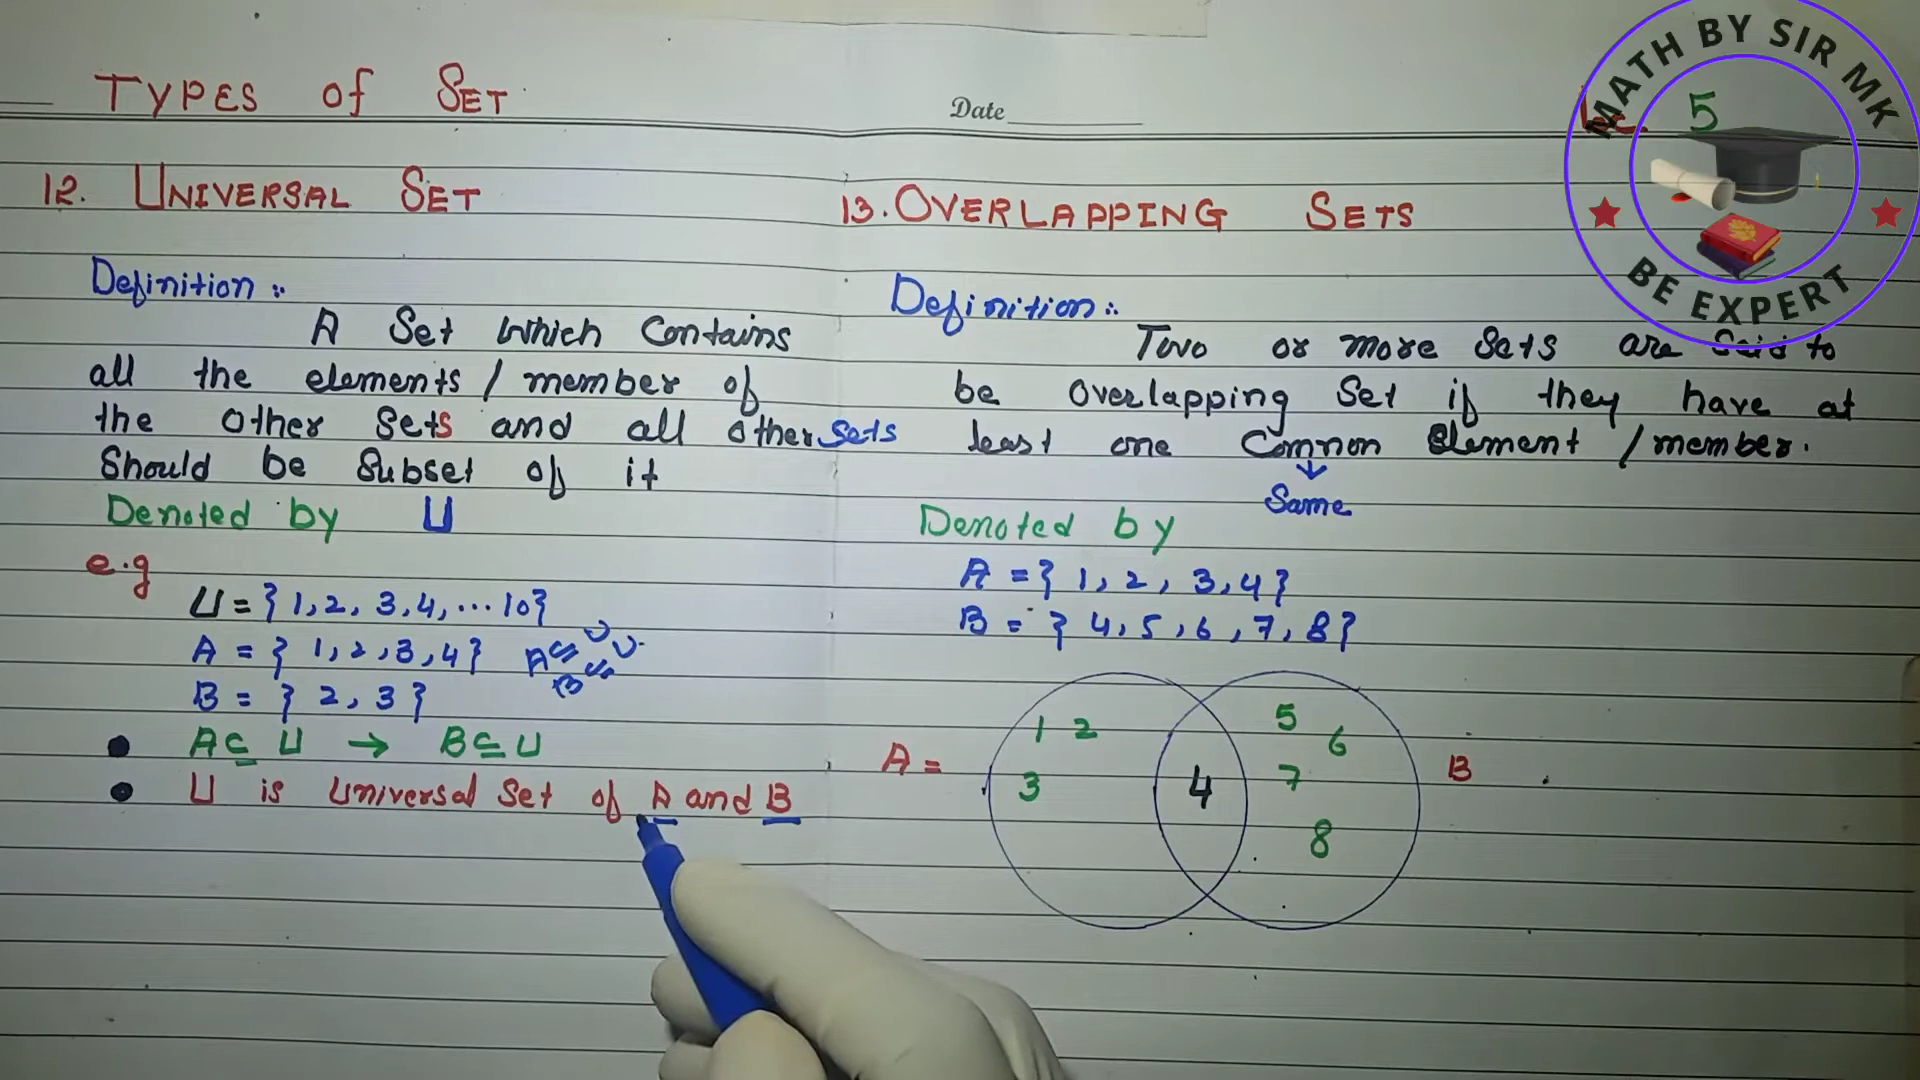 TYPES of SET
Date
5
MATH BY SIR MK
BE EXPERT
12. UNIVERSAL SET
Definition :.
A Set which Contains
all the elements / member of
the other Sets and all other Sets
Should be Subset of it
Denoted by U
e.g
U = { 1, 2, 3, 4, ... 10}
A = { 1, 2, 3, 4 }
A ⊆ U
B ⊆ U
B = { 2, 3 }
A ⊆ U → B ⊆ U
U is Universal Set of A and B
13. OVERLAPPING SETS
Definition :.
Two or more Sets are Said to
be Overlapping Set if they have at
least one Common Element / member.
Same
Denoted by
A = { 1, 2, 3, 4 }
B = { 4, 5, 6, 7, 8 }
1 2
3
4
5
6
7
8
A =
B